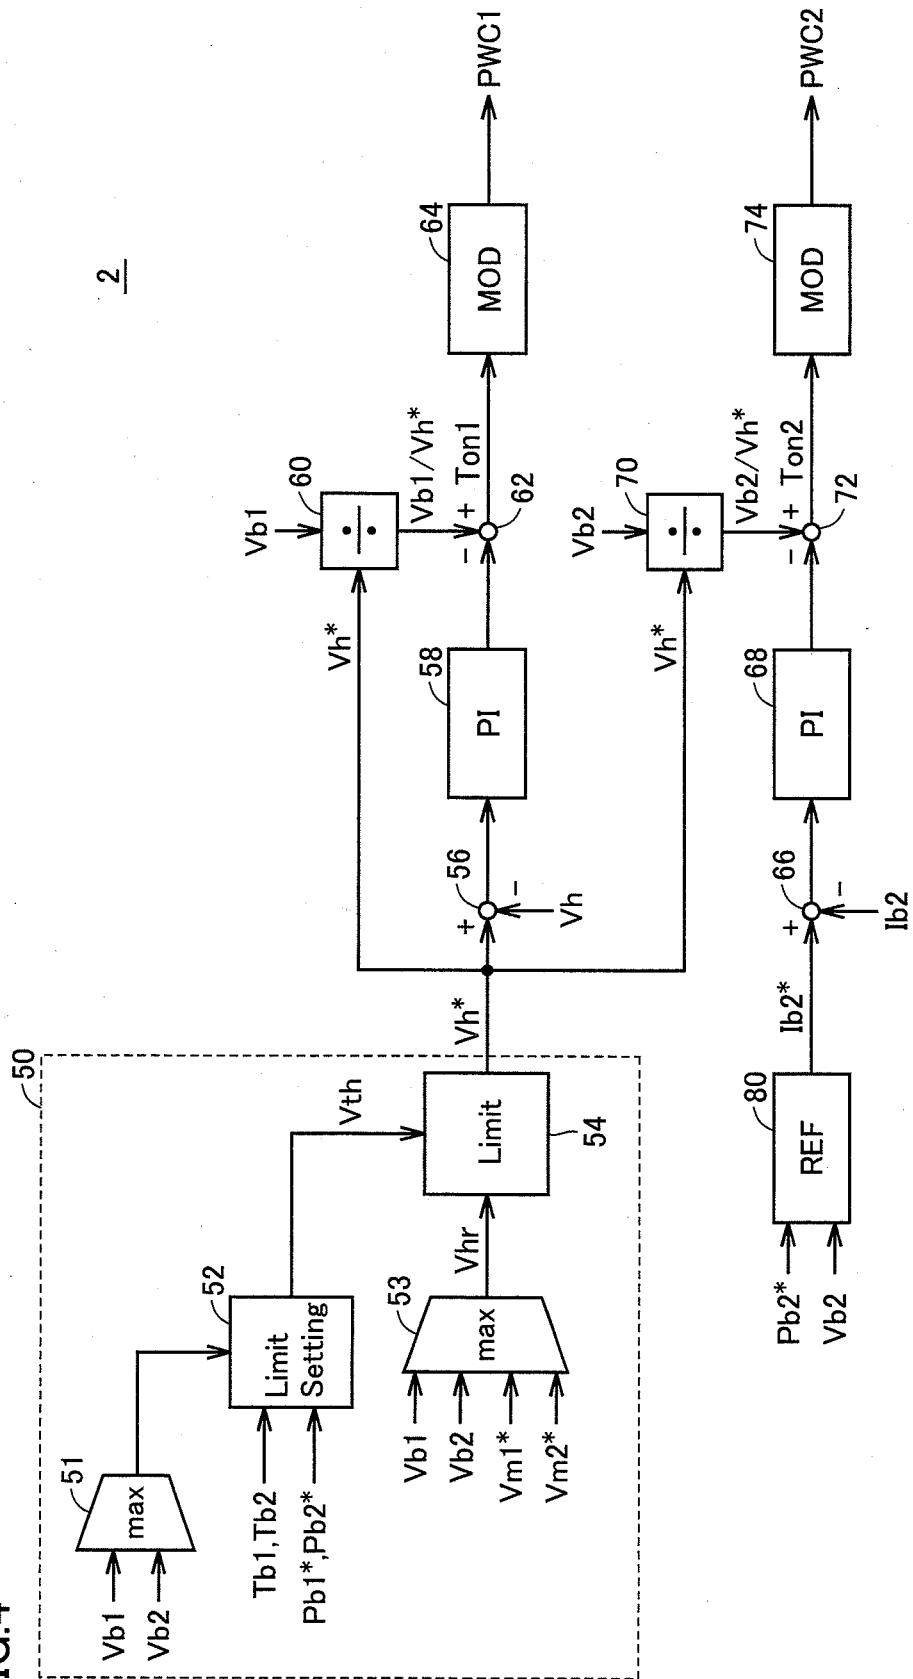 2
50
Vb1
Vb2
51
max
Tb1,Tb2
Pb1*,Pb2*
52
Limit
Setting
Vth
Vb1
Vb2
Vm1*
Vm2*
53
max
Vhr
Limit
54
Vh*
+
-
56
Vh
58
PI
Vh*
Vb1
60
÷
Vb1/Vh*
-
+
Ton1
62
64
MOD
PWC1
Vh*
Vb2
70
÷
Vb2/Vh*
Pb2*
Vb2
80
REF
Ib2*
+
-
66
Ib2
68
PI
-
+
Ton2
72
74
MOD
PWC2